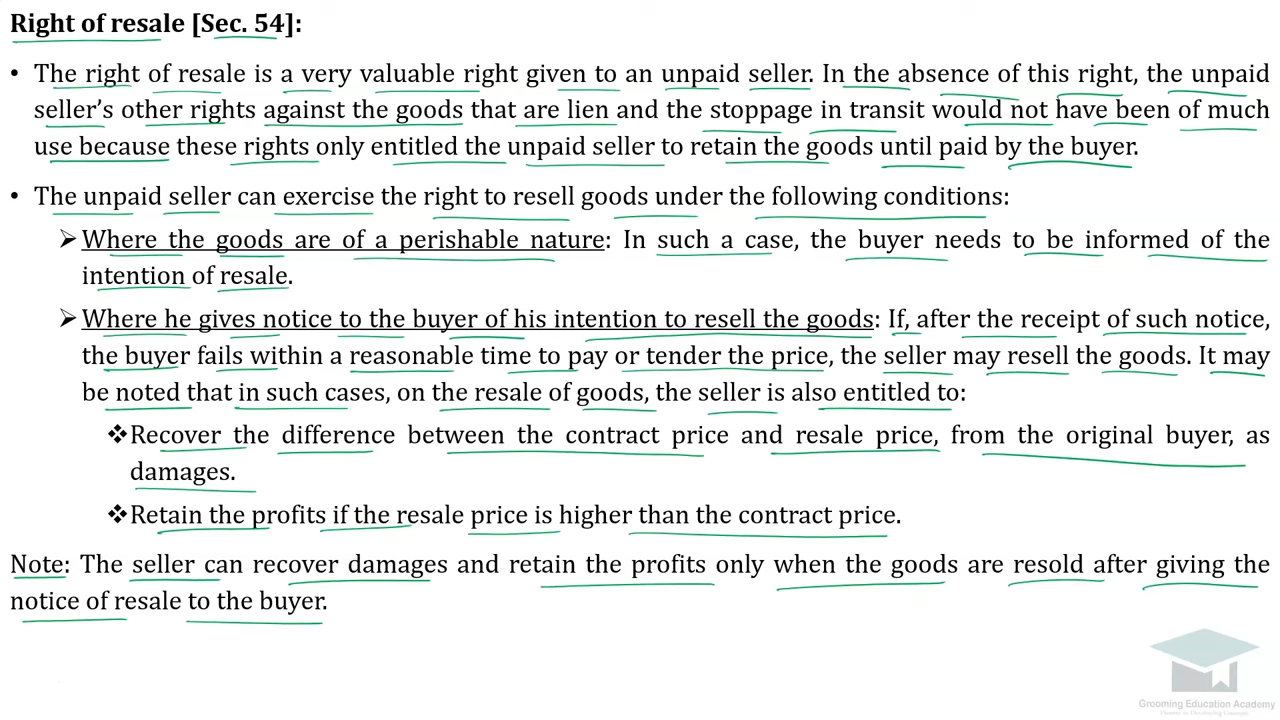 Right of resale [Sec. 54]:
• The right of resale is a very valuable right given to an unpaid seller. In the absence of this right, the unpaid
seller’s other rights against the goods that are lien and the stoppage in transit would not have been of much
use because these rights only entitled the unpaid seller to retain the goods until paid by the buyer.
• The unpaid seller can exercise the right to resell goods under the following conditions:
➢ Where the goods are of a perishable nature: In such a case, the buyer needs to be informed of the
intention of resale.
➢ Where he gives notice to the buyer of his intention to resell the goods: If, after the receipt of such notice,
the buyer fails within a reasonable time to pay or tender the price, the seller may resell the goods. It may
be noted that in such cases, on the resale of goods, the seller is also entitled to:
❖Recover the difference between the contract price and resale price, from the original buyer, as
damages.
❖Retain the profits if the resale price is higher than the contract price.
Note: The seller can recover damages and retain the profits only when the goods are resold after giving the
notice of resale to the buyer.
Grooming Education Academy